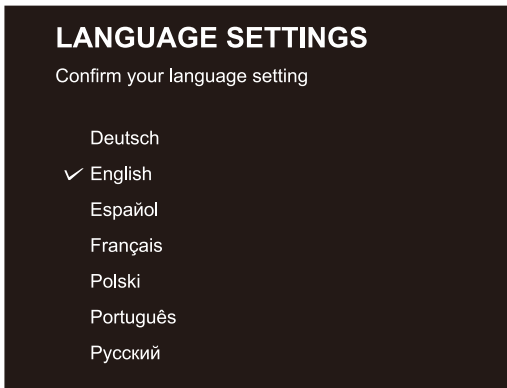 LANGUAGE SETTINGS
Confirm your language setting
Deutsch
✓ English
Espaйol
Français
Polski
Português
Русский